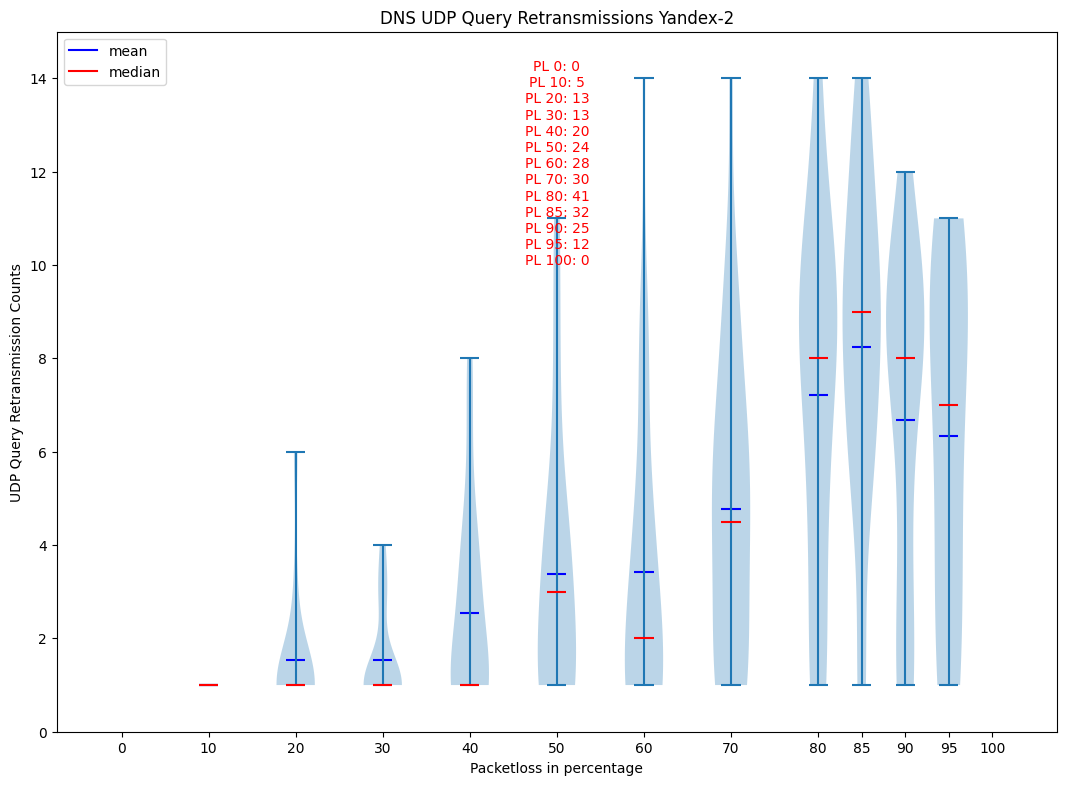 DNS UDP Query Retransmissions Yandex-2
mean
median
PL 0: 0
PL 10: 5
PL 20: 13
PL 30: 13
PL 40: 20
PL 50: 24
PL 60: 28
PL 70: 30
PL 80: 41
PL 85: 32
PL 90: 25
PL 95: 12
PL 100: 0
UDP Query Retransmission Counts
14
12
10
8
6
4
2
0
0 10 20 30 40 50 60 70 80 85 90 95 100
Packetloss in percentage